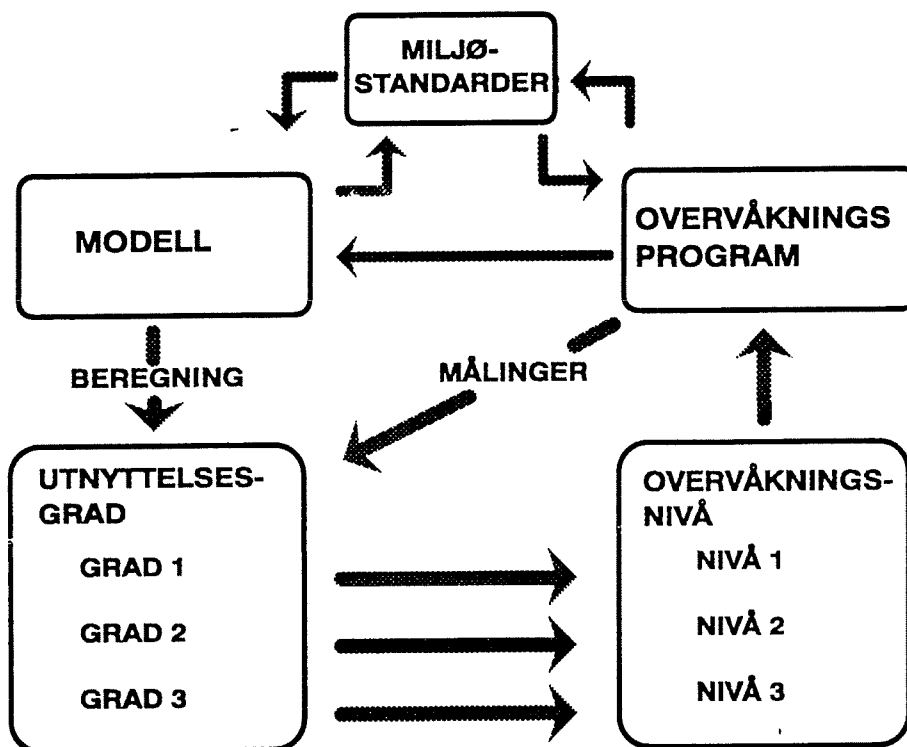 MILJØ-
STANDARDER
MODELL
OVERVÅKNINGS
PROGRAM
BEREGNING
MÅLINGER
UTNYTTELSES-
GRAD
GRAD 1
GRAD 2
GRAD 3
OVERVÅKNINGS-
NIVÅ
NIVÅ 1
NIVÅ 2
NIVÅ 3